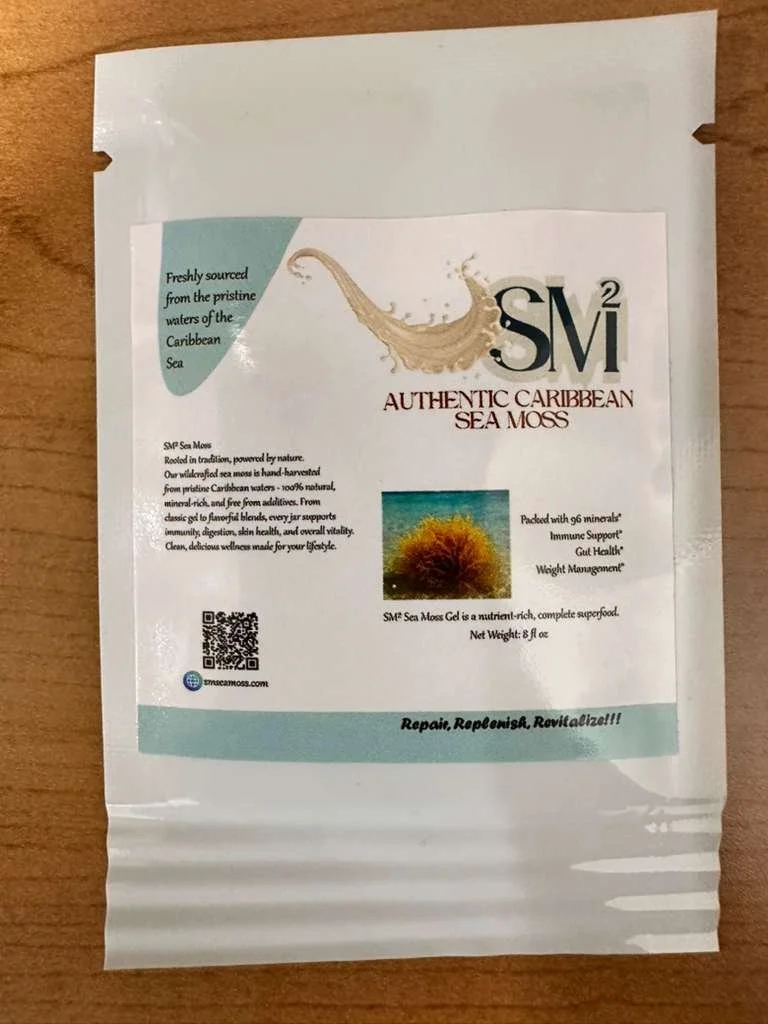 Freshly sourced
from the pristine
waters of the
Caribbean
Sea
SM²
AUTHENTIC CARIBBEAN
SEA MOSS
SM² Sea Moss
Rooted in tradition, powered by nature.
Our wildcrafted sea moss is hand-harvested
from pristine Caribbean waters - 100% natural,
mineral-rich, and free from additives. From
classic gel to flavorful blends, every jar supports
immunity, digestion, skin health, and overall vitality.
Clean, delicious wellness made for your lifestyle.
Packed with 96 minerals*
Immune Support*
Gut Health*
Weight Management*
SM² Sea Moss Gel is a nutrient-rich, complete superfood.
Net Weight: 8 fl oz
smseamoss.com
Repair, Replenish, Revitalize!!!